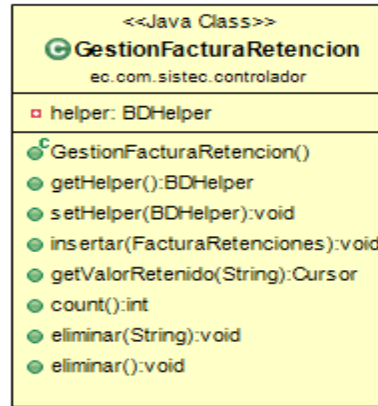 <<Java Class>>
GestionFacturaRetencion
ec.com.sistec.controlador
helper: BDHelper
GestionFacturaRetencion()
getHelper():BDHelper
setHelper(BDHelper):void
insertar(FacturaRetenciones):void
getValorRetenido(String):Cursor
count():int
eliminar(String):void
eliminar():void